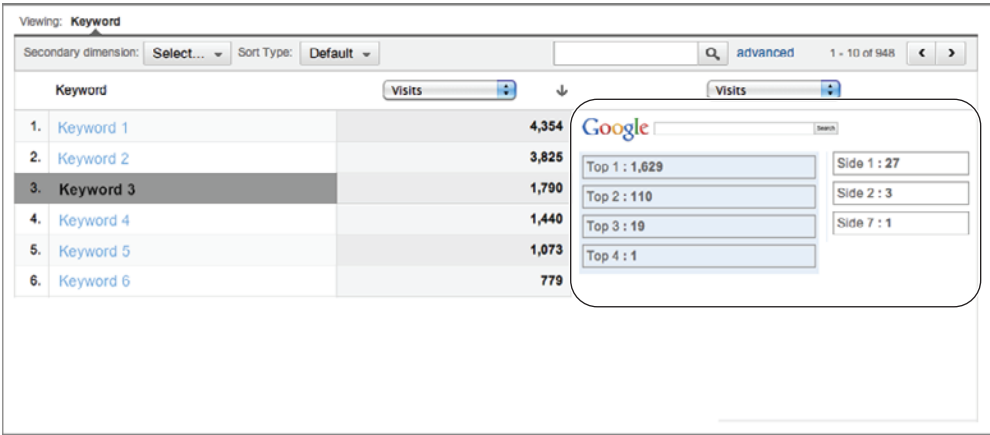 Viewing: Keyword
Secondary dimension: Select... Sort Type: Default advanced 1 - 10 of 948
Keyword Visits Visits
1. Keyword 1 4,354
2. Keyword 2 3,825
3. Keyword 3 1,790
4. Keyword 4 1,440
5. Keyword 5 1,073
6. Keyword 6 779
Google Search
Top 1 : 1,629
Top 2 : 110
Top 3 : 19
Top 4 : 1
Side 1 : 27
Side 2 : 3
Side 7 : 1